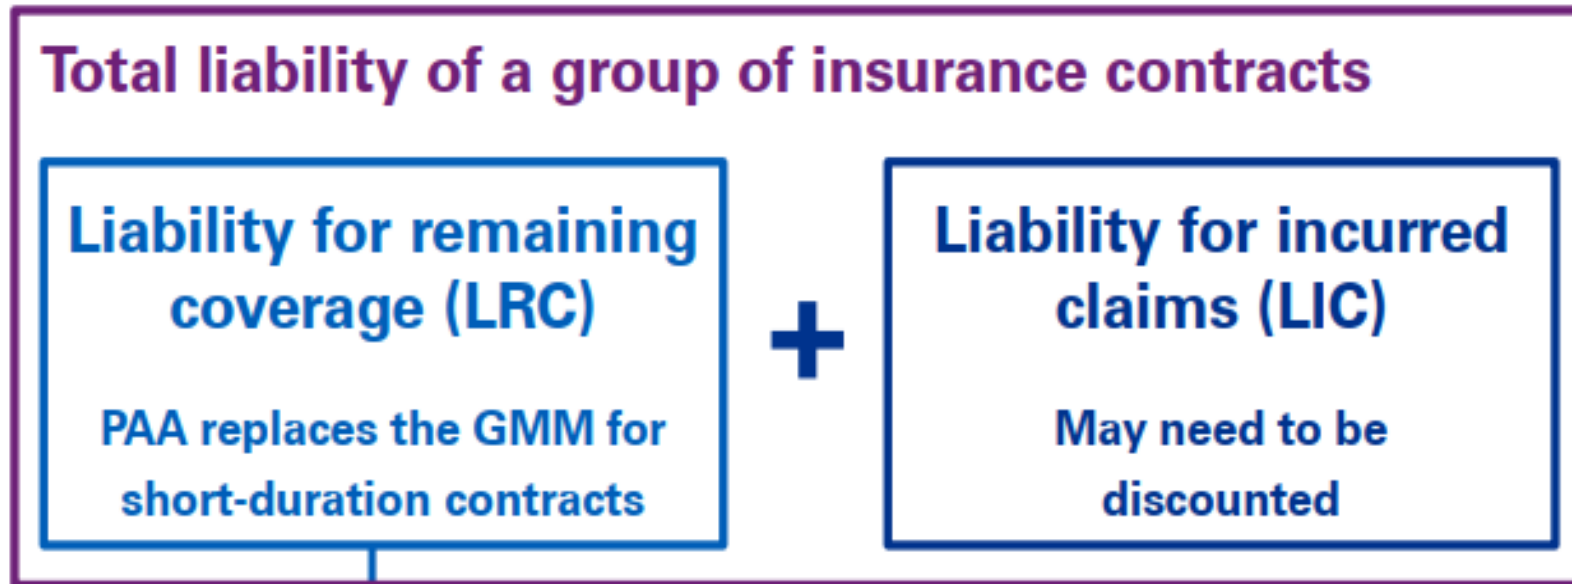 Total liability of a group of insurance contracts
Liability for remaining
coverage (LRC)
PAA replaces the GMM for
short-duration contracts
+
Liability for incurred
claims (LIC)
May need to be
discounted